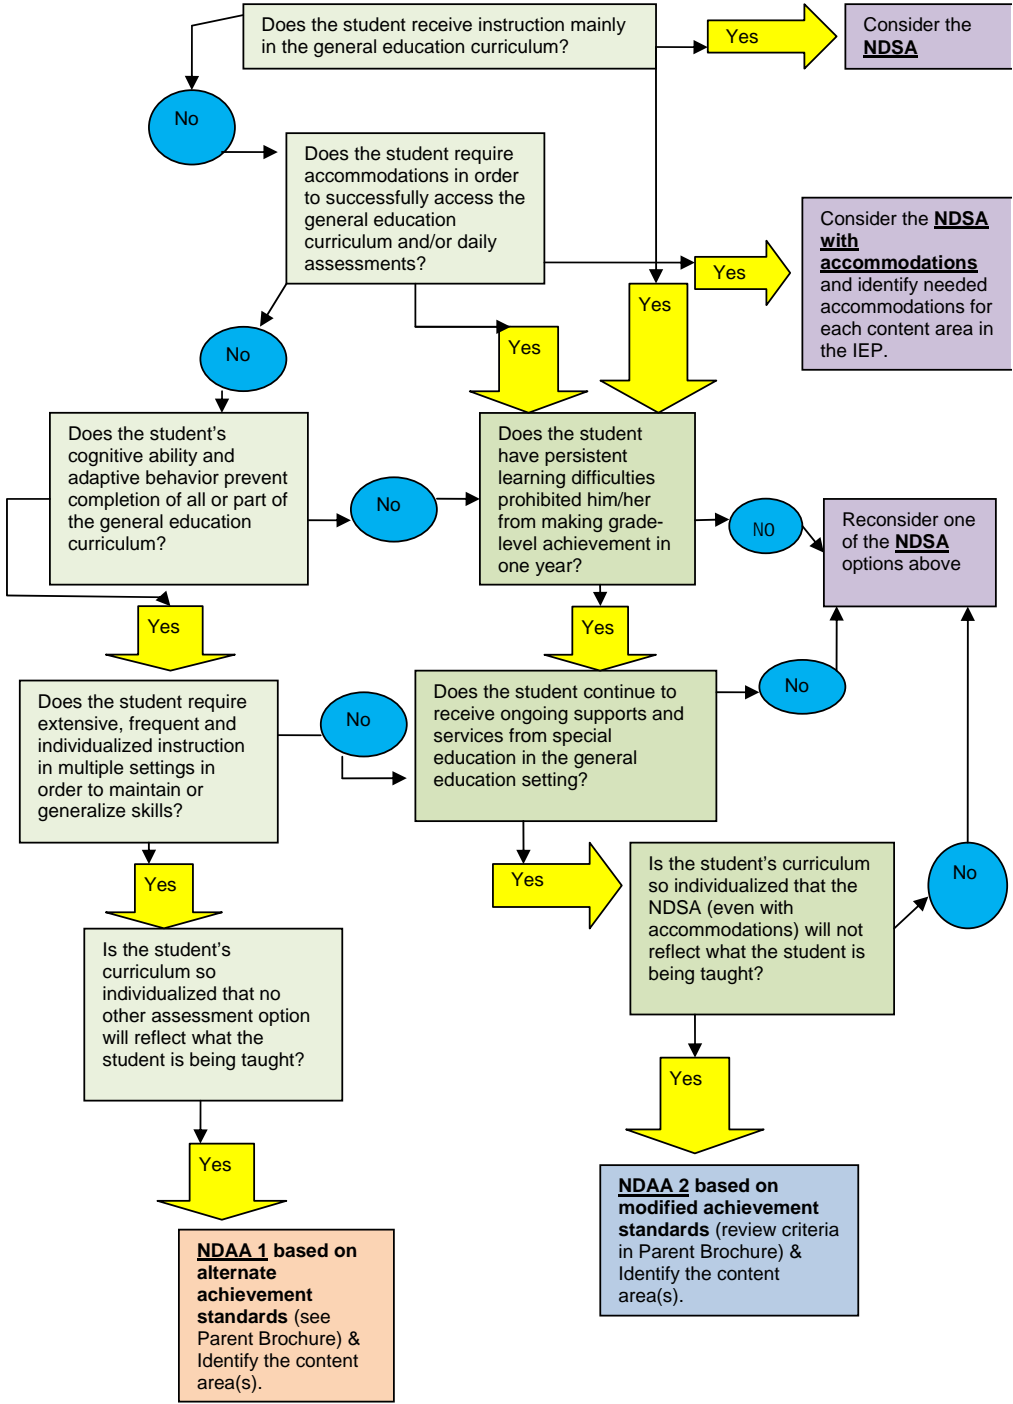 Does the student receive instruction mainly
in the general education curriculum?
Yes
Consider the
NDSA
No
Does the student require
accommodations in order
to successfully access the
general education
curriculum and/or daily
assessments?
Yes
Consider the NDSA
with
accommodations
and identify needed
accommodations for
each content area in
the IEP.
Yes
Yes
No
Does the student's
cognitive ability and
adaptive behavior prevent
completion of all or part of
the general education
curriculum?
No
Does the student
have persistent
learning difficulties
prohibited him/her
from making grade-
level achievement in
one year?
NO
Reconsider one
of the NDSA
options above
Yes
Yes
Does the student require
extensive, frequent and
individualized instruction
in multiple settings in
order to maintain or
generalize skills?
No
Does the student continue to
receive ongoing supports and
services from special
education in the general
education setting?
No
Yes
Yes
Is the student's curriculum
so individualized that the
NDSA (even with
accommodations) will not
reflect what the student is
being taught?
No
Is the student's
curriculum so
individualized that no
other assessment option
will reflect what the
student is being taught?
Yes
Yes
NDAA 2 based on
modified achievement
standards (review criteria
in Parent Brochure) &
Identify the content
area(s).
NDAA 1 based on
alternate
achievement
standards (see
Parent Brochure) &
Identify the content
area(s).